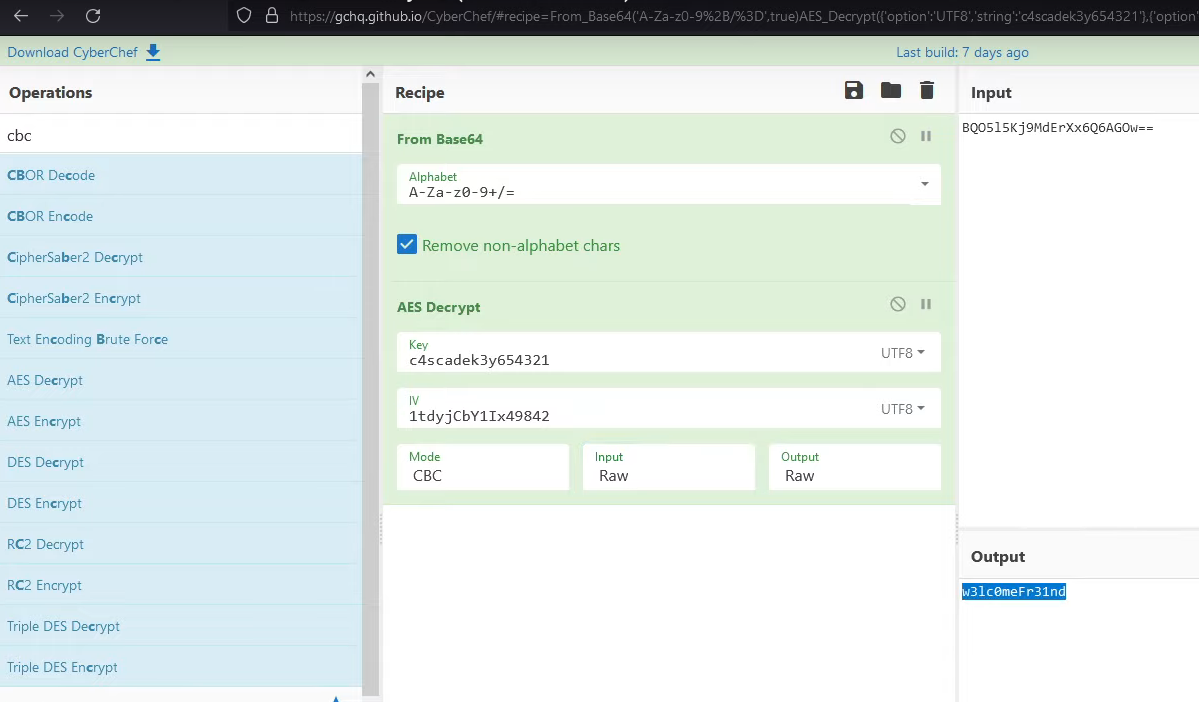 https://gchq.github.io/CyberChef/#recipe=From_Base64('A-Za-z0-9%2B/%3D',true)AES_Decrypt({'option':'UTF8','string':'c4scadek3y654321'},{'option'
Download CyberChef
Last build: 7 days ago
Operations
cbc
CBOR Decode
CBOR Encode
CipherSaber2 Decrypt
CipherSaber2 Encrypt
Text Encoding Brute Force
AES Decrypt
AES Encrypt
DES Decrypt
DES Encrypt
RC2 Decrypt
RC2 Encrypt
Triple DES Decrypt
Triple DES Encrypt
Recipe
From Base64
Alphabet
A-Za-z0-9+/=
Remove non-alphabet chars
AES Decrypt
Key
c4scadek3y654321
UTF8
IV
1tdyjCbY1Ix49842
UTF8
Mode
CBC
Input
Raw
Output
Raw
Input
BQO5l5Kj9MdErXx6Q6AGOw==
Output
w3lc0meFr31nd